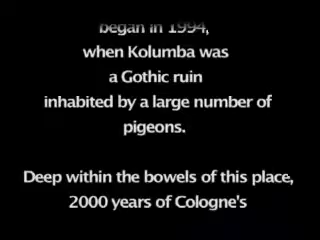 began in 1994,
when Kolumba was
a Gothic ruin
inhabited by a large number of
pigeons.
Deep within the bowels of this place,
2000 years of Cologne's